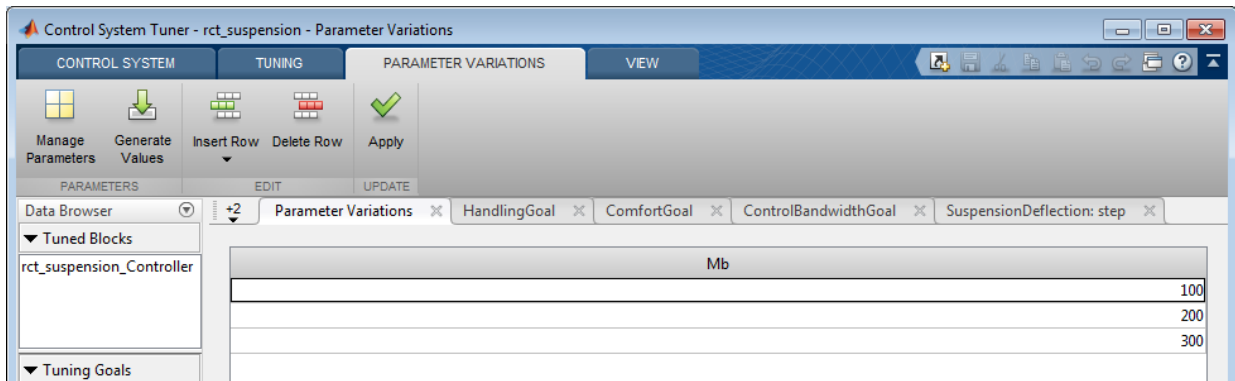 Control System Tuner - rct_suspension - Parameter Variations
CONTROL SYSTEM TUNING PARAMETER VARIATIONS VIEW
Manage Parameters
Generate Values
Insert Row
Delete Row
Apply
PARAMETERS EDIT UPDATE
Data Browser
+2 Parameter Variations HandlingGoal ComfortGoal ControlBandwidthGoal SuspensionDeflection: step
Tuned Blocks
rct_suspension_Controller
Mb
100
200
300
Tuning Goals